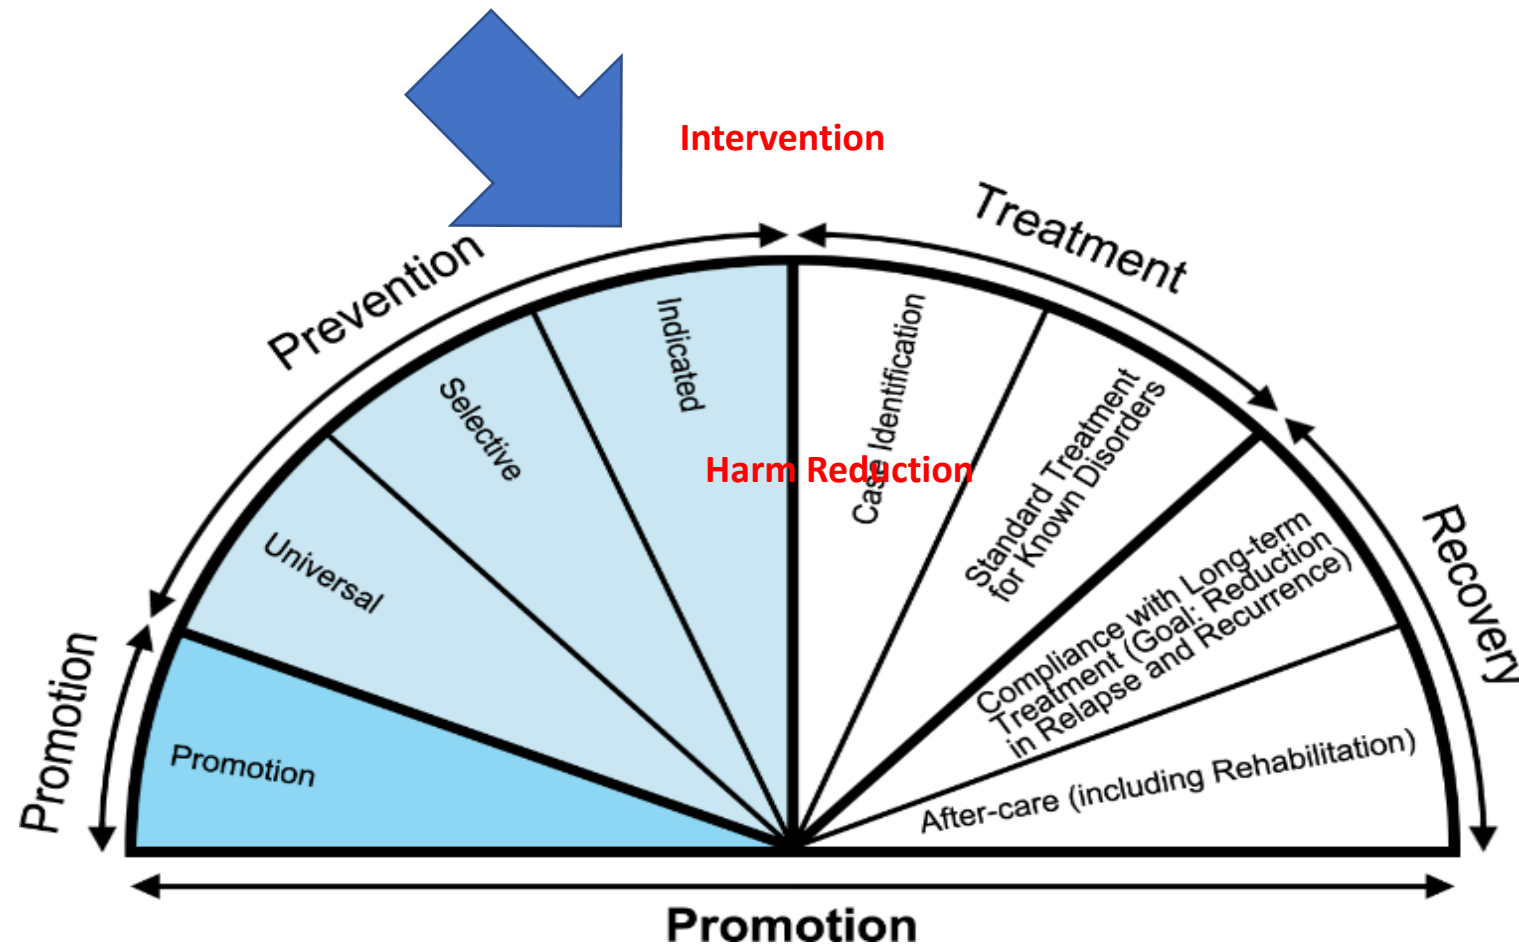 Intervention
Treatment
Prevention
Indicated
Selective
Universal
Case Identification
Harm Reduction
Standard Treatment
for Known Disorders
Compliance with Long-term
Treatment (Goal: Reduction
in Relapse and Recurrence)
Recovery
Promotion
Promotion
After-care (including Rehabilitation)
Promotion